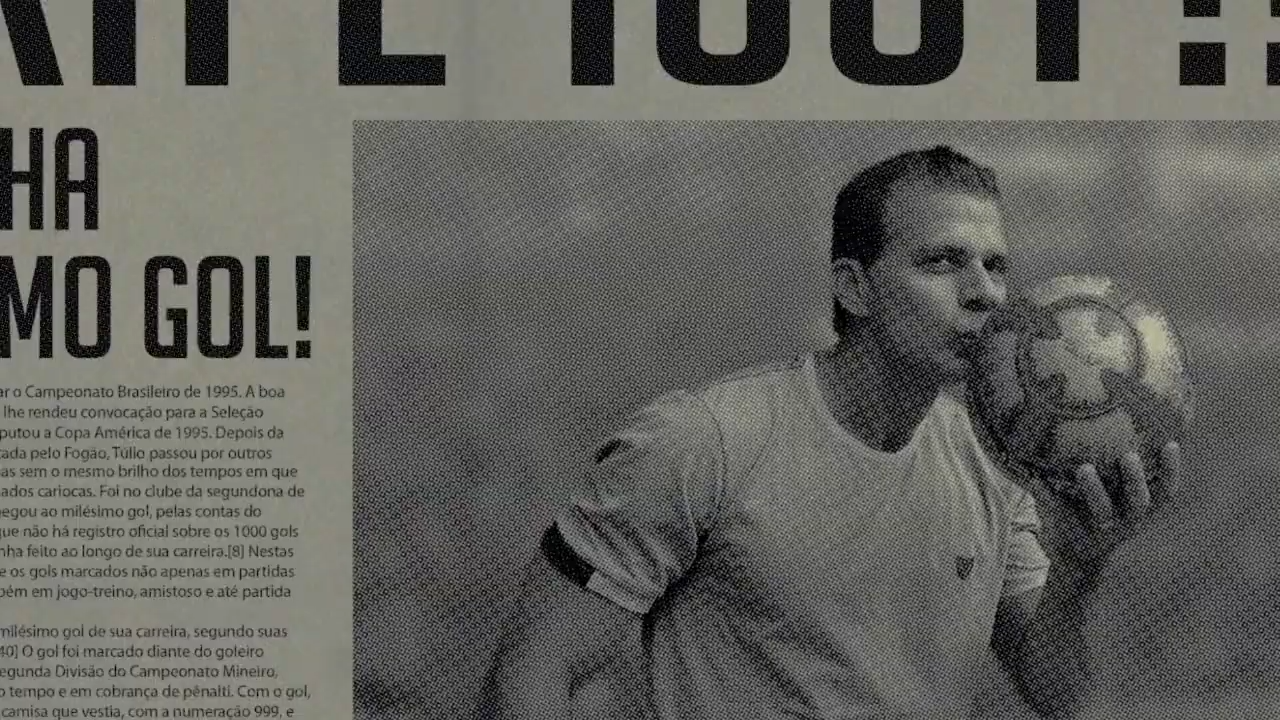 1001!!
HA
MO GOL!
ar o Campeonato Brasileiro de 1995. A boa
lhe rendeu convocação para a Seleção
putou a Copa América de 1995. Depois da
cada pelo Fogão, Túlio passou por outros
as sem o mesmo brilho dos tempos em que
ados cariocas. Foi no clube da segundona de
hegou ao milésimo gol, pelas contas do
que não há registro oficial sobre os 1000 gols
nha feito ao longo de sua carreira.[8] Nestas
e os gols marcados não apenas em partidas
bém em jogo-treino, amistoso e até partida
milésimo gol de sua carreira, segundo suas
40] O gol foi marcado diante do goleiro
egunda Divisão do Campeonato Mineiro,
o tempo e em cobrança de pênalti. Com o gol,
camisa que vestia, com a numeração 999, e